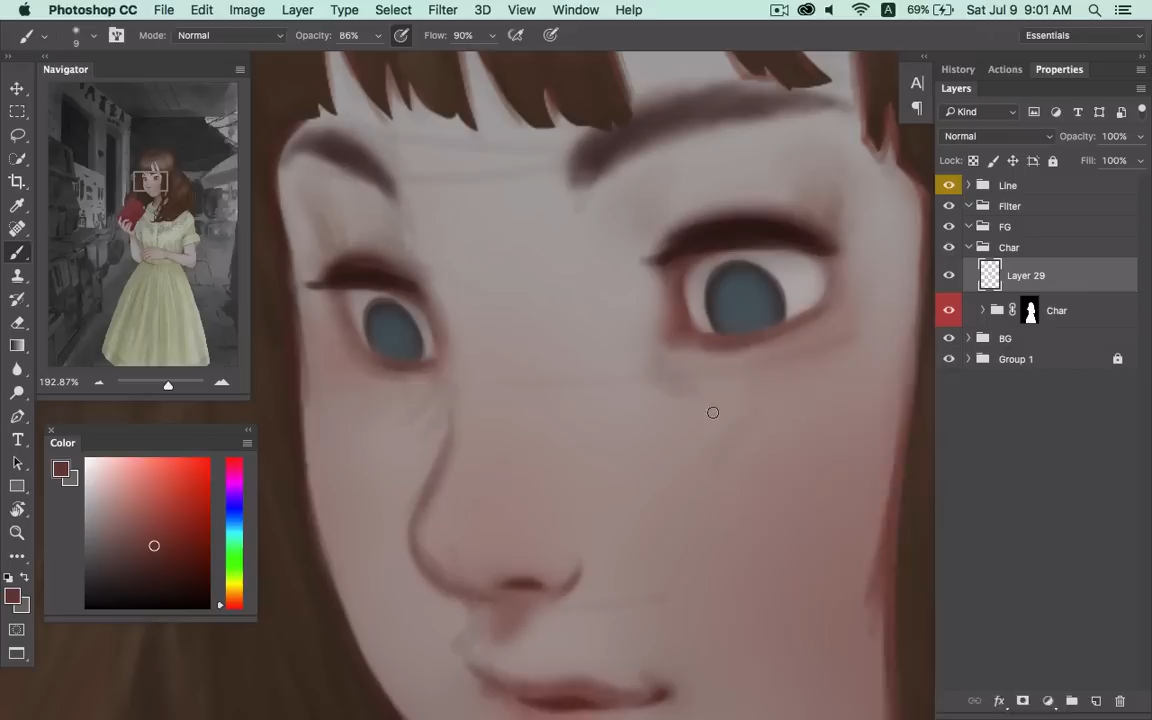 Photoshop CC File Edit Image Layer Type Select Filter 3D View Window Help A 69% Sat Jul 9 9:01 AM
9 Mode: Normal Opacity: 86% Flow: 90% Essentials
Navigator
192.87%
Color
A
History Actions Properties
Layers
Kind
Normal Opacity: 100%
Lock: Fill: 100%
Line
FIlter
FG
Char
Layer 29
Char
BG
Group 1
fx